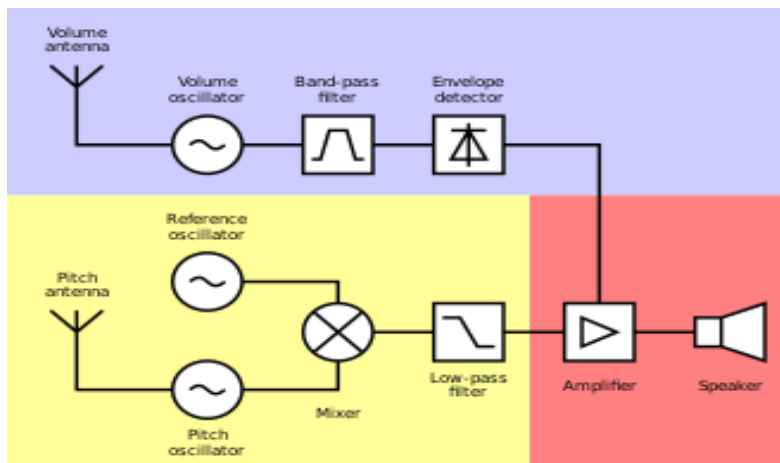 Volume
antenna
Volume
oscillator
Band-pass
filter
Envelope
detector
Reference
oscillator
Pitch
antenna
Pitch
oscillator
Mixer
Low-pass
filter
Amplifier
Speaker